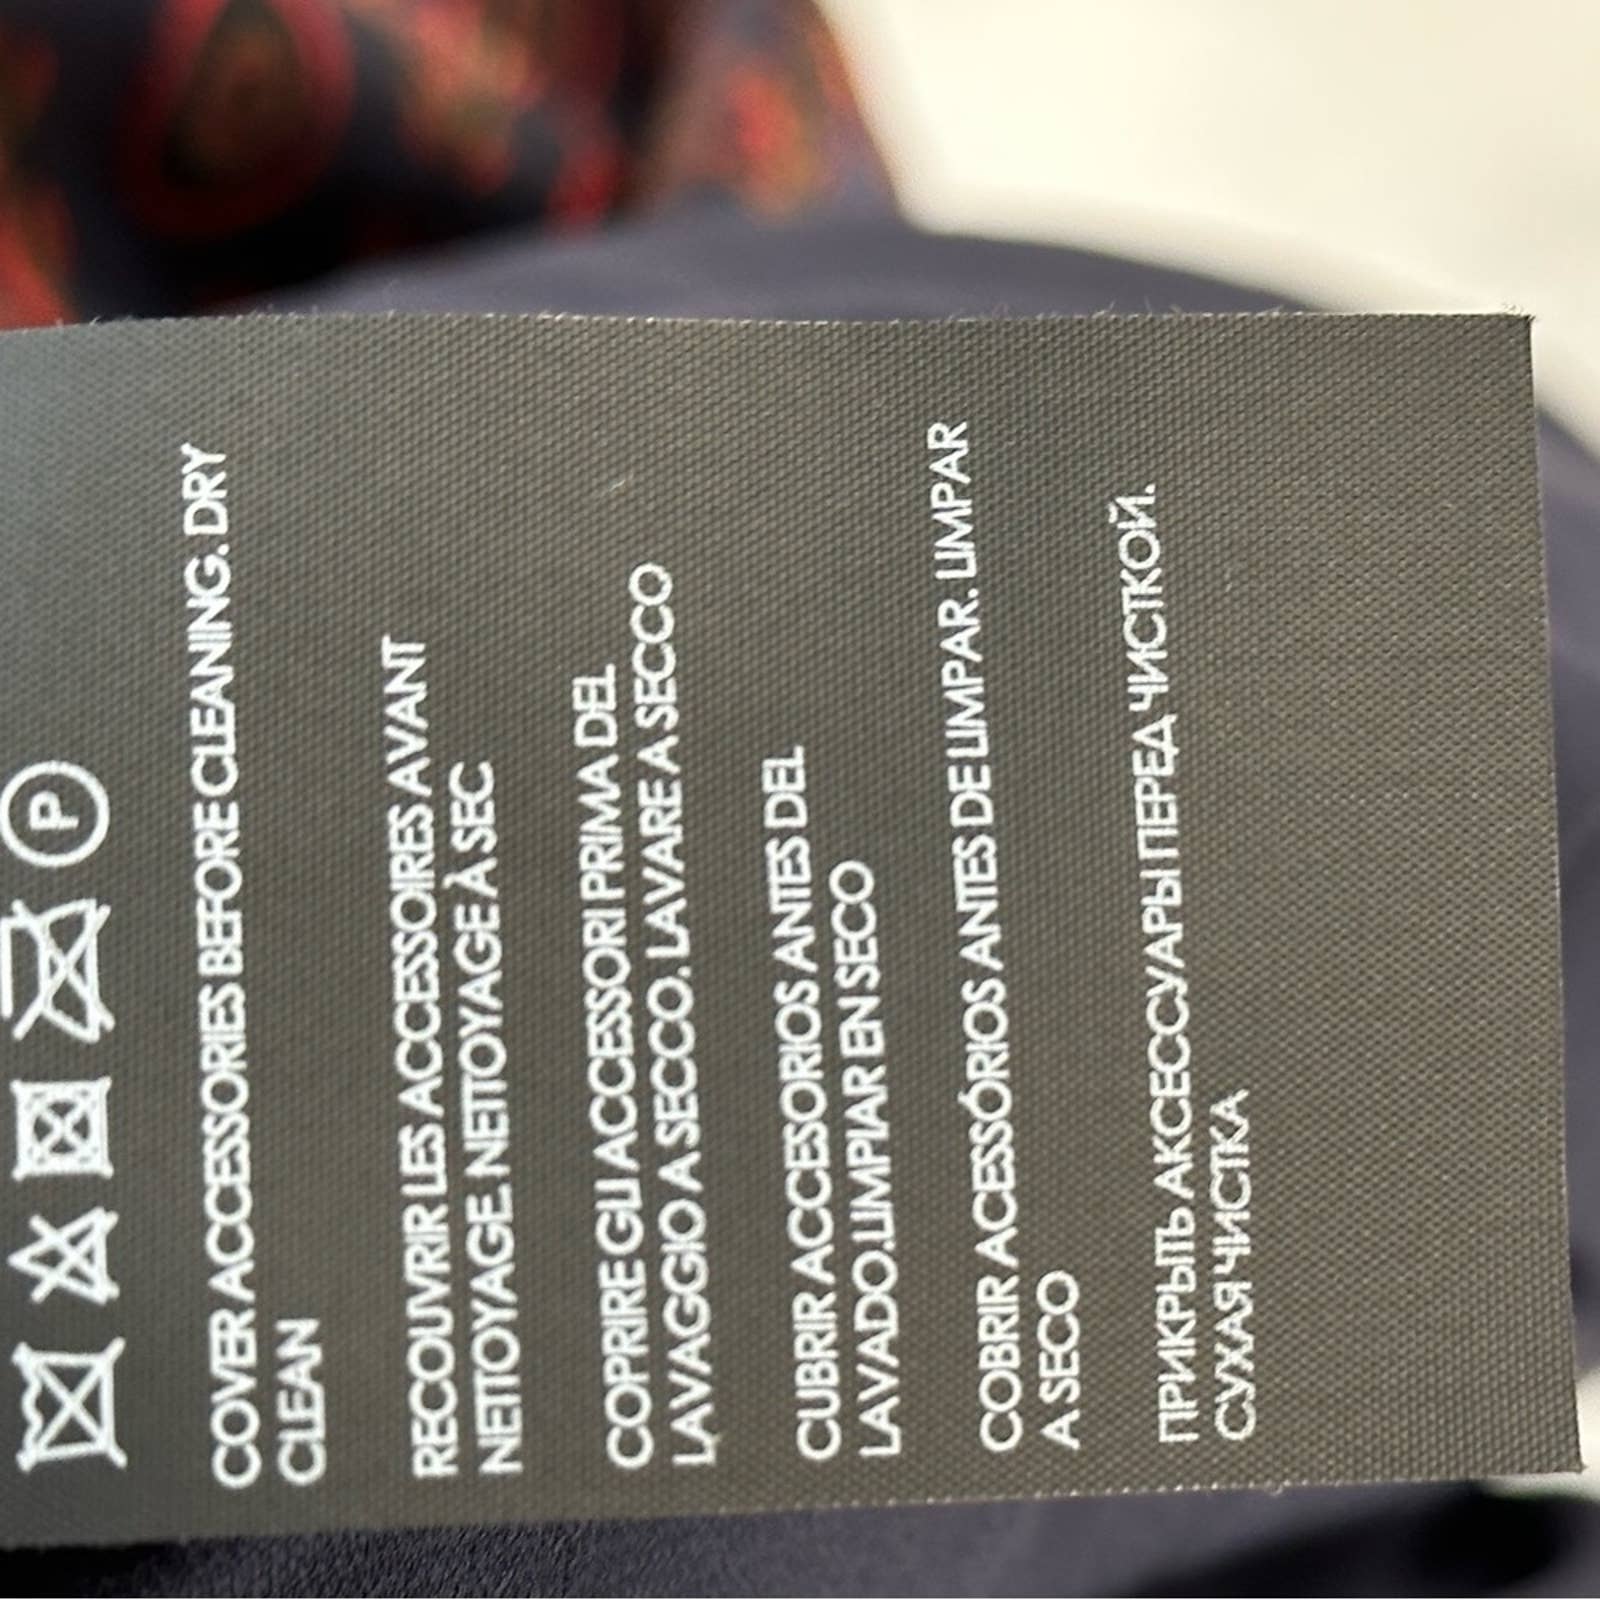 P
COVER ACCESSORIES BEFORE CLEANING. DRY
CLEAN
RECOUVRIR LES ACCESSOIRES AVANT
NETTOYAGE. NETTOYAGE À SEC
COPRIRE GLI ACCESSORI PRIMA DEL
LAVAGGIO A SECCO. LAVARE A SECCO
CUBRIR ACCESORIOS ANTES DEL
LAVADO.LIMPIAR EN SECO
COBRIR ACESSÓRIOS ANTES DE LIMPAR. LIMPAR
A SECO
ПРИКРЫТЬ АКСЕССУАРЫ ПЕРЕД ЧИСТКОЙ.
СУХАЯ ЧИСТКА